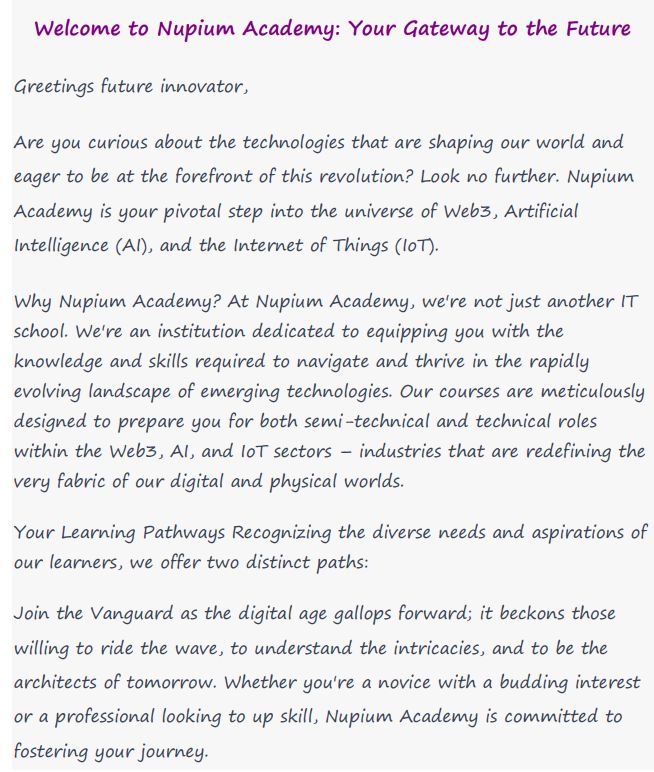 Welcome to Nupium Academy: Your Gateway to the Future
Greetings future innovator,
Are you curious about the technologies that are shaping our world and
eager to be at the forefront of this revolution? Look no further. Nupium
Academy is your pivotal step into the universe of Web3, Artificial
Intelligence (AI), and the Internet of Things (IoT).
Why Nupium Academy? At Nupium Academy, we're not just another IT
school. We're an institution dedicated to equipping you with the
knowledge and skills required to navigate and thrive in the rapidly
evolving landscape of emerging technologies. Our courses are meticulously
designed to prepare you for both semi-technical and technical roles
within the Web3, AI, and IoT sectors – industries that are redefining the
very fabric of our digital and physical worlds.
Your Learning Pathways Recognizing the diverse needs and aspirations of
our learners, we offer two distinct paths:
Join the Vanguard as the digital age gallops forward; it beckons those
willing to ride the wave, to understand the intricacies, and to be the
architects of tomorrow. Whether you're a novice with a budding interest
or a professional looking to up skill, Nupium Academy is committed to
fostering your journey.